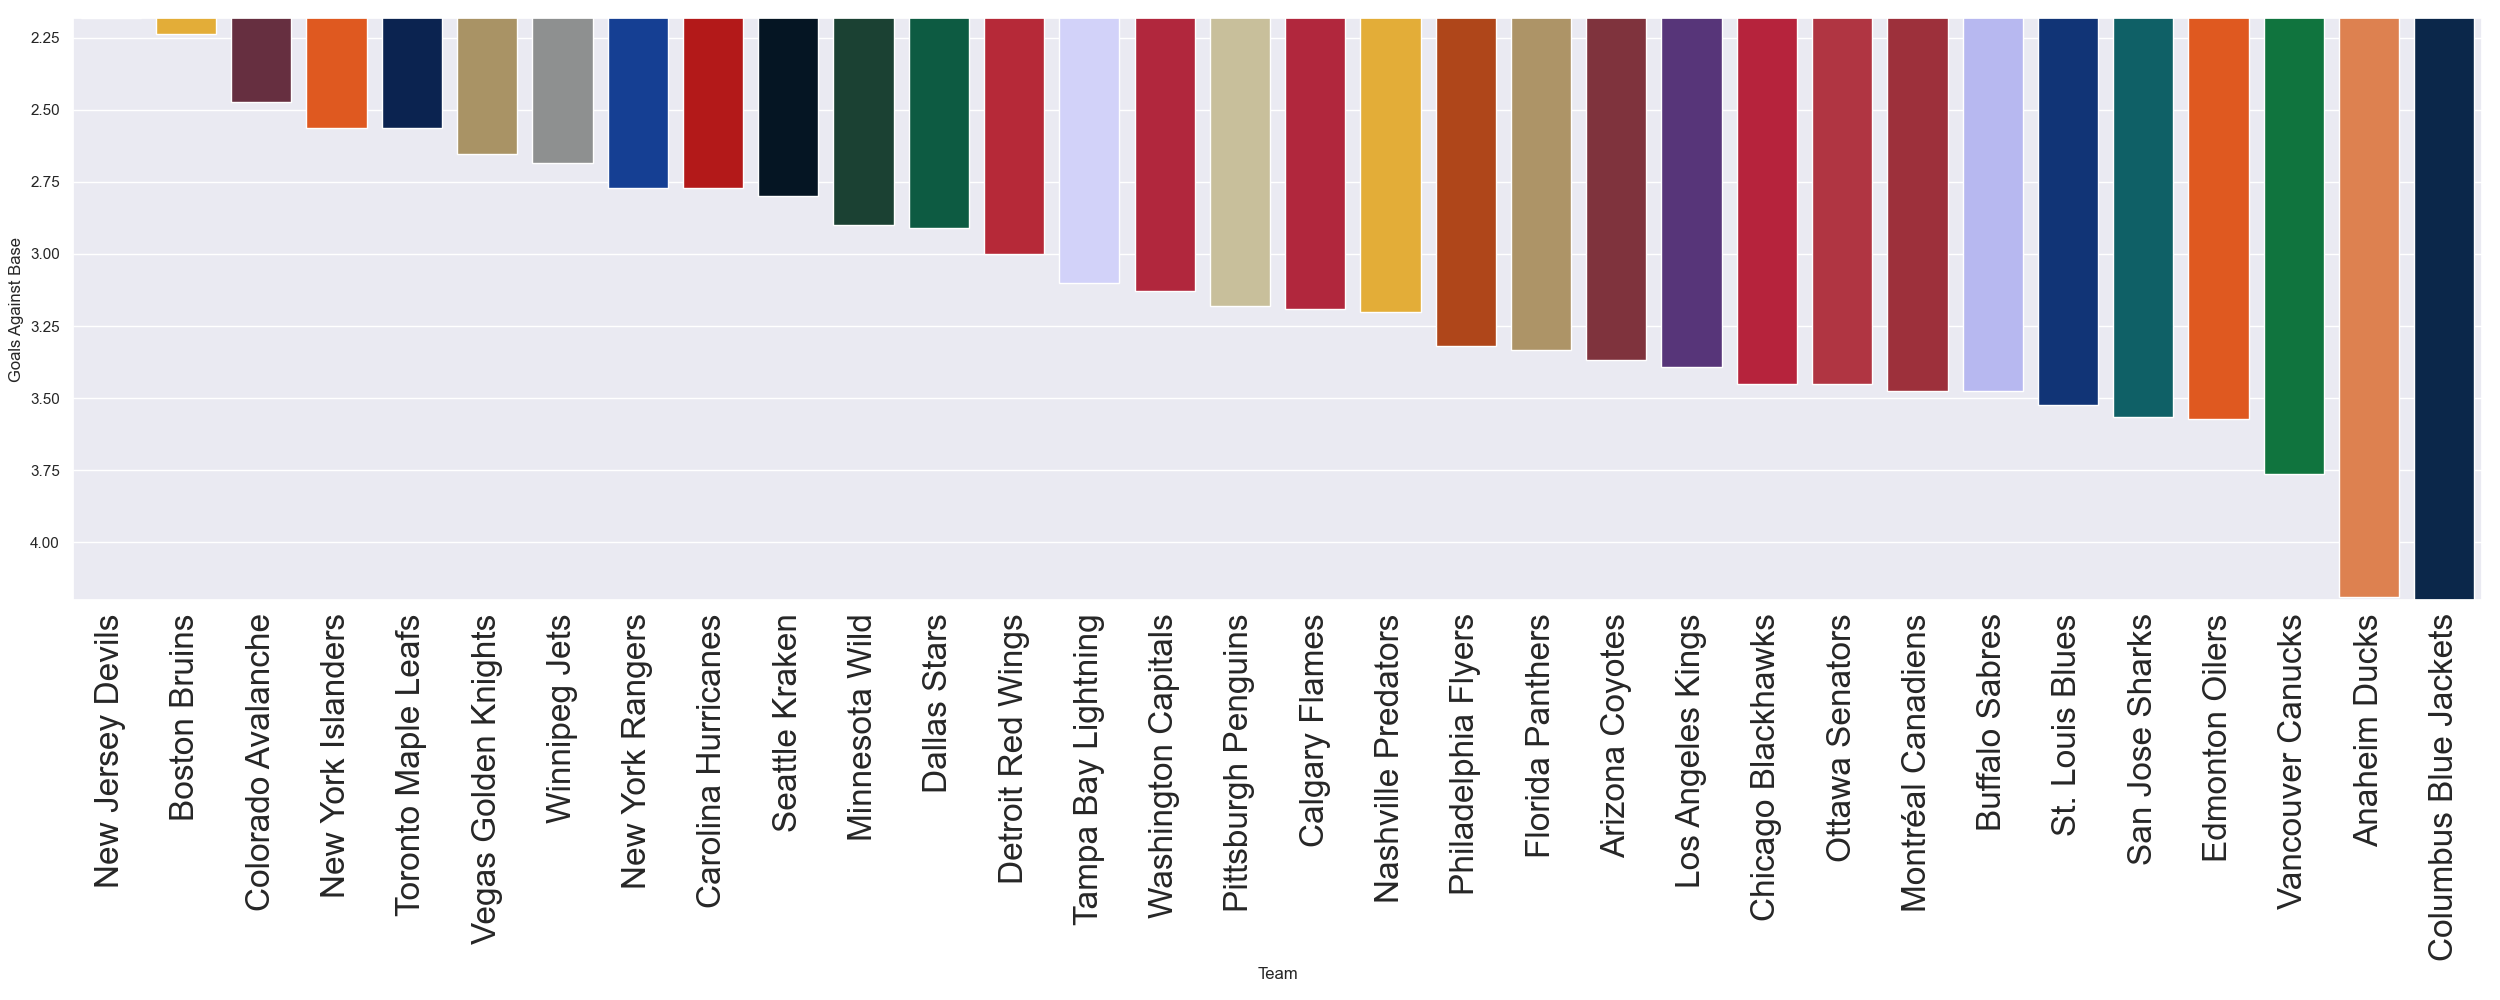 2.25
2.50
2.75
3.00
3.25
3.50
3.75
4.00
Goals Against Base
New Jersey Devils
Boston Bruins
Colorado Avalanche
New York Islanders
Toronto Maple Leafs
Vegas Golden Knights
Winnipeg Jets
New York Rangers
Carolina Hurricanes
Seattle Kraken
Minnesota Wild
Dallas Stars
Detroit Red Wings
Tampa Bay Lightning
Washington Capitals
Pittsburgh Penguins
Calgary Flames
Nashville Predators
Philadelphia Flyers
Florida Panthers
Arizona Coyotes
Los Angeles Kings
Chicago Blackhawks
Ottawa Senators
Montréal Canadiens
Buffalo Sabres
St. Louis Blues
San Jose Sharks
Edmonton Oilers
Vancouver Canucks
Anaheim Ducks
Columbus Blue Jackets
Team